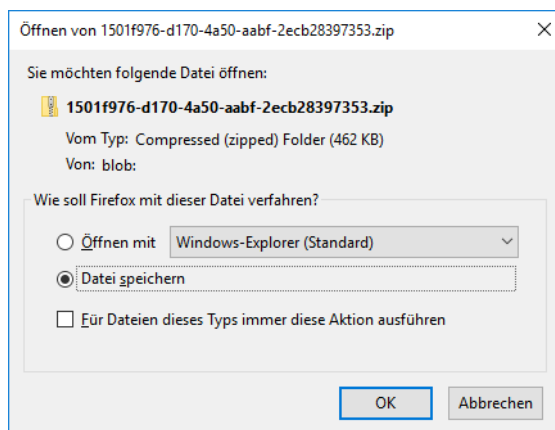 Öffnen von 1501f976-d170-4a50-aabf-2ecb28397353.zip
Sie möchten folgende Datei öffnen:
1501f976-d170-4a50-aabf-2ecb28397353.zip
Vom Typ: Compressed (zipped) Folder (462 KB)
Von: blob:
Wie soll Firefox mit dieser Datei verfahren?
Öffnen mit Windows-Explorer (Standard)
Datei speichern
Für Dateien dieses Typs immer diese Aktion ausführen
OK Abbrechen